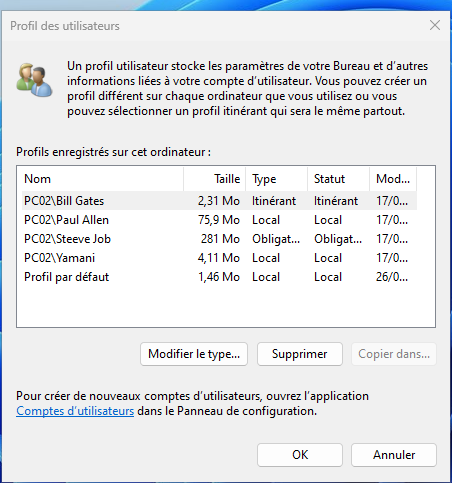 Profil des utilisateurs
Un profil utilisateur stocke les paramètres de votre Bureau et d'autres
informations liées à votre compte d'utilisateur. Vous pouvez créer un
profil différent sur chaque ordinateur que vous utilisez ou vous
pouvez sélectionner un profil itinérant qui sera le même partout.
Profils enregistrés sur cet ordinateur :
Nom Taille Type Statut Mod...
PC02\Bill Gates 2,31 Mo Itinérant Itinérant 17/0...
PC02\Paul Allen 75,9 Mo Local Local 17/0...
PC02\Steeve Job 281 Mo Obligat... Obligat... 17/0...
PC02\Yamani 4,11 Mo Local Local 17/0...
Profil par défaut 1,46 Mo Local Local 26/0...
Modifier le type... Supprimer Copier dans...
Pour créer de nouveaux comptes d'utilisateurs, ouvrez l'application
Comptes d'utilisateurs dans le Panneau de configuration.
OK Annuler